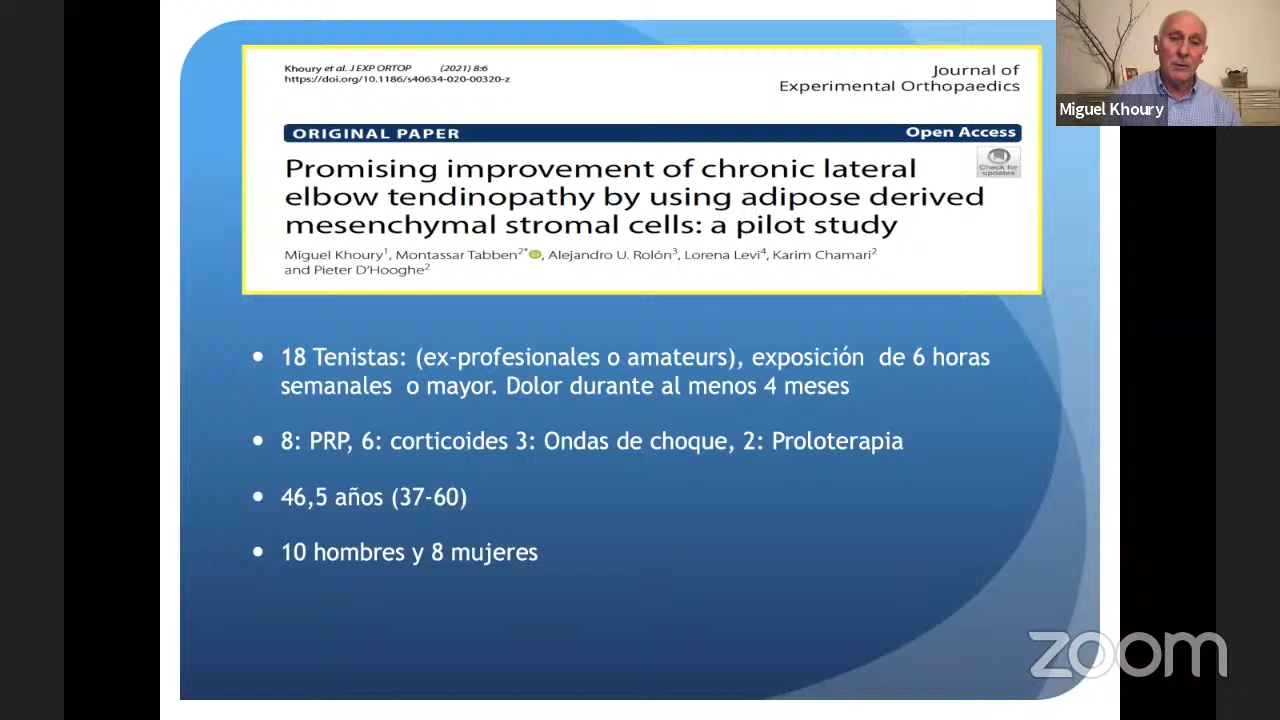 Khoury et al. J EXP ORTOP (2021) 8:6
https://doi.org/10.1186/s40634-020-00320-z
Journal of
Experimental Orthopaedics
ORIGINAL PAPER
Open Access
Check for
updates
Promising improvement of chronic lateral
elbow tendinopathy by using adipose derived
mesenchymal stromal cells: a pilot study
Miguel Khoury1, Montassar Tabben2*, Alejandro U. Rolón3, Lorena Levi4, Karim Chamari2
and Pieter D'Hooghe2
• 18 Tenistas: (ex-profesionales o amateurs), exposición de 6 horas
semanales o mayor. Dolor durante al menos 4 meses
• 8: PRP, 6: corticoides 3: Ondas de choque, 2: Proloterapia
• 46,5 años (37-60)
• 10 hombres y 8 mujeres
Miguel Khoury
zoom